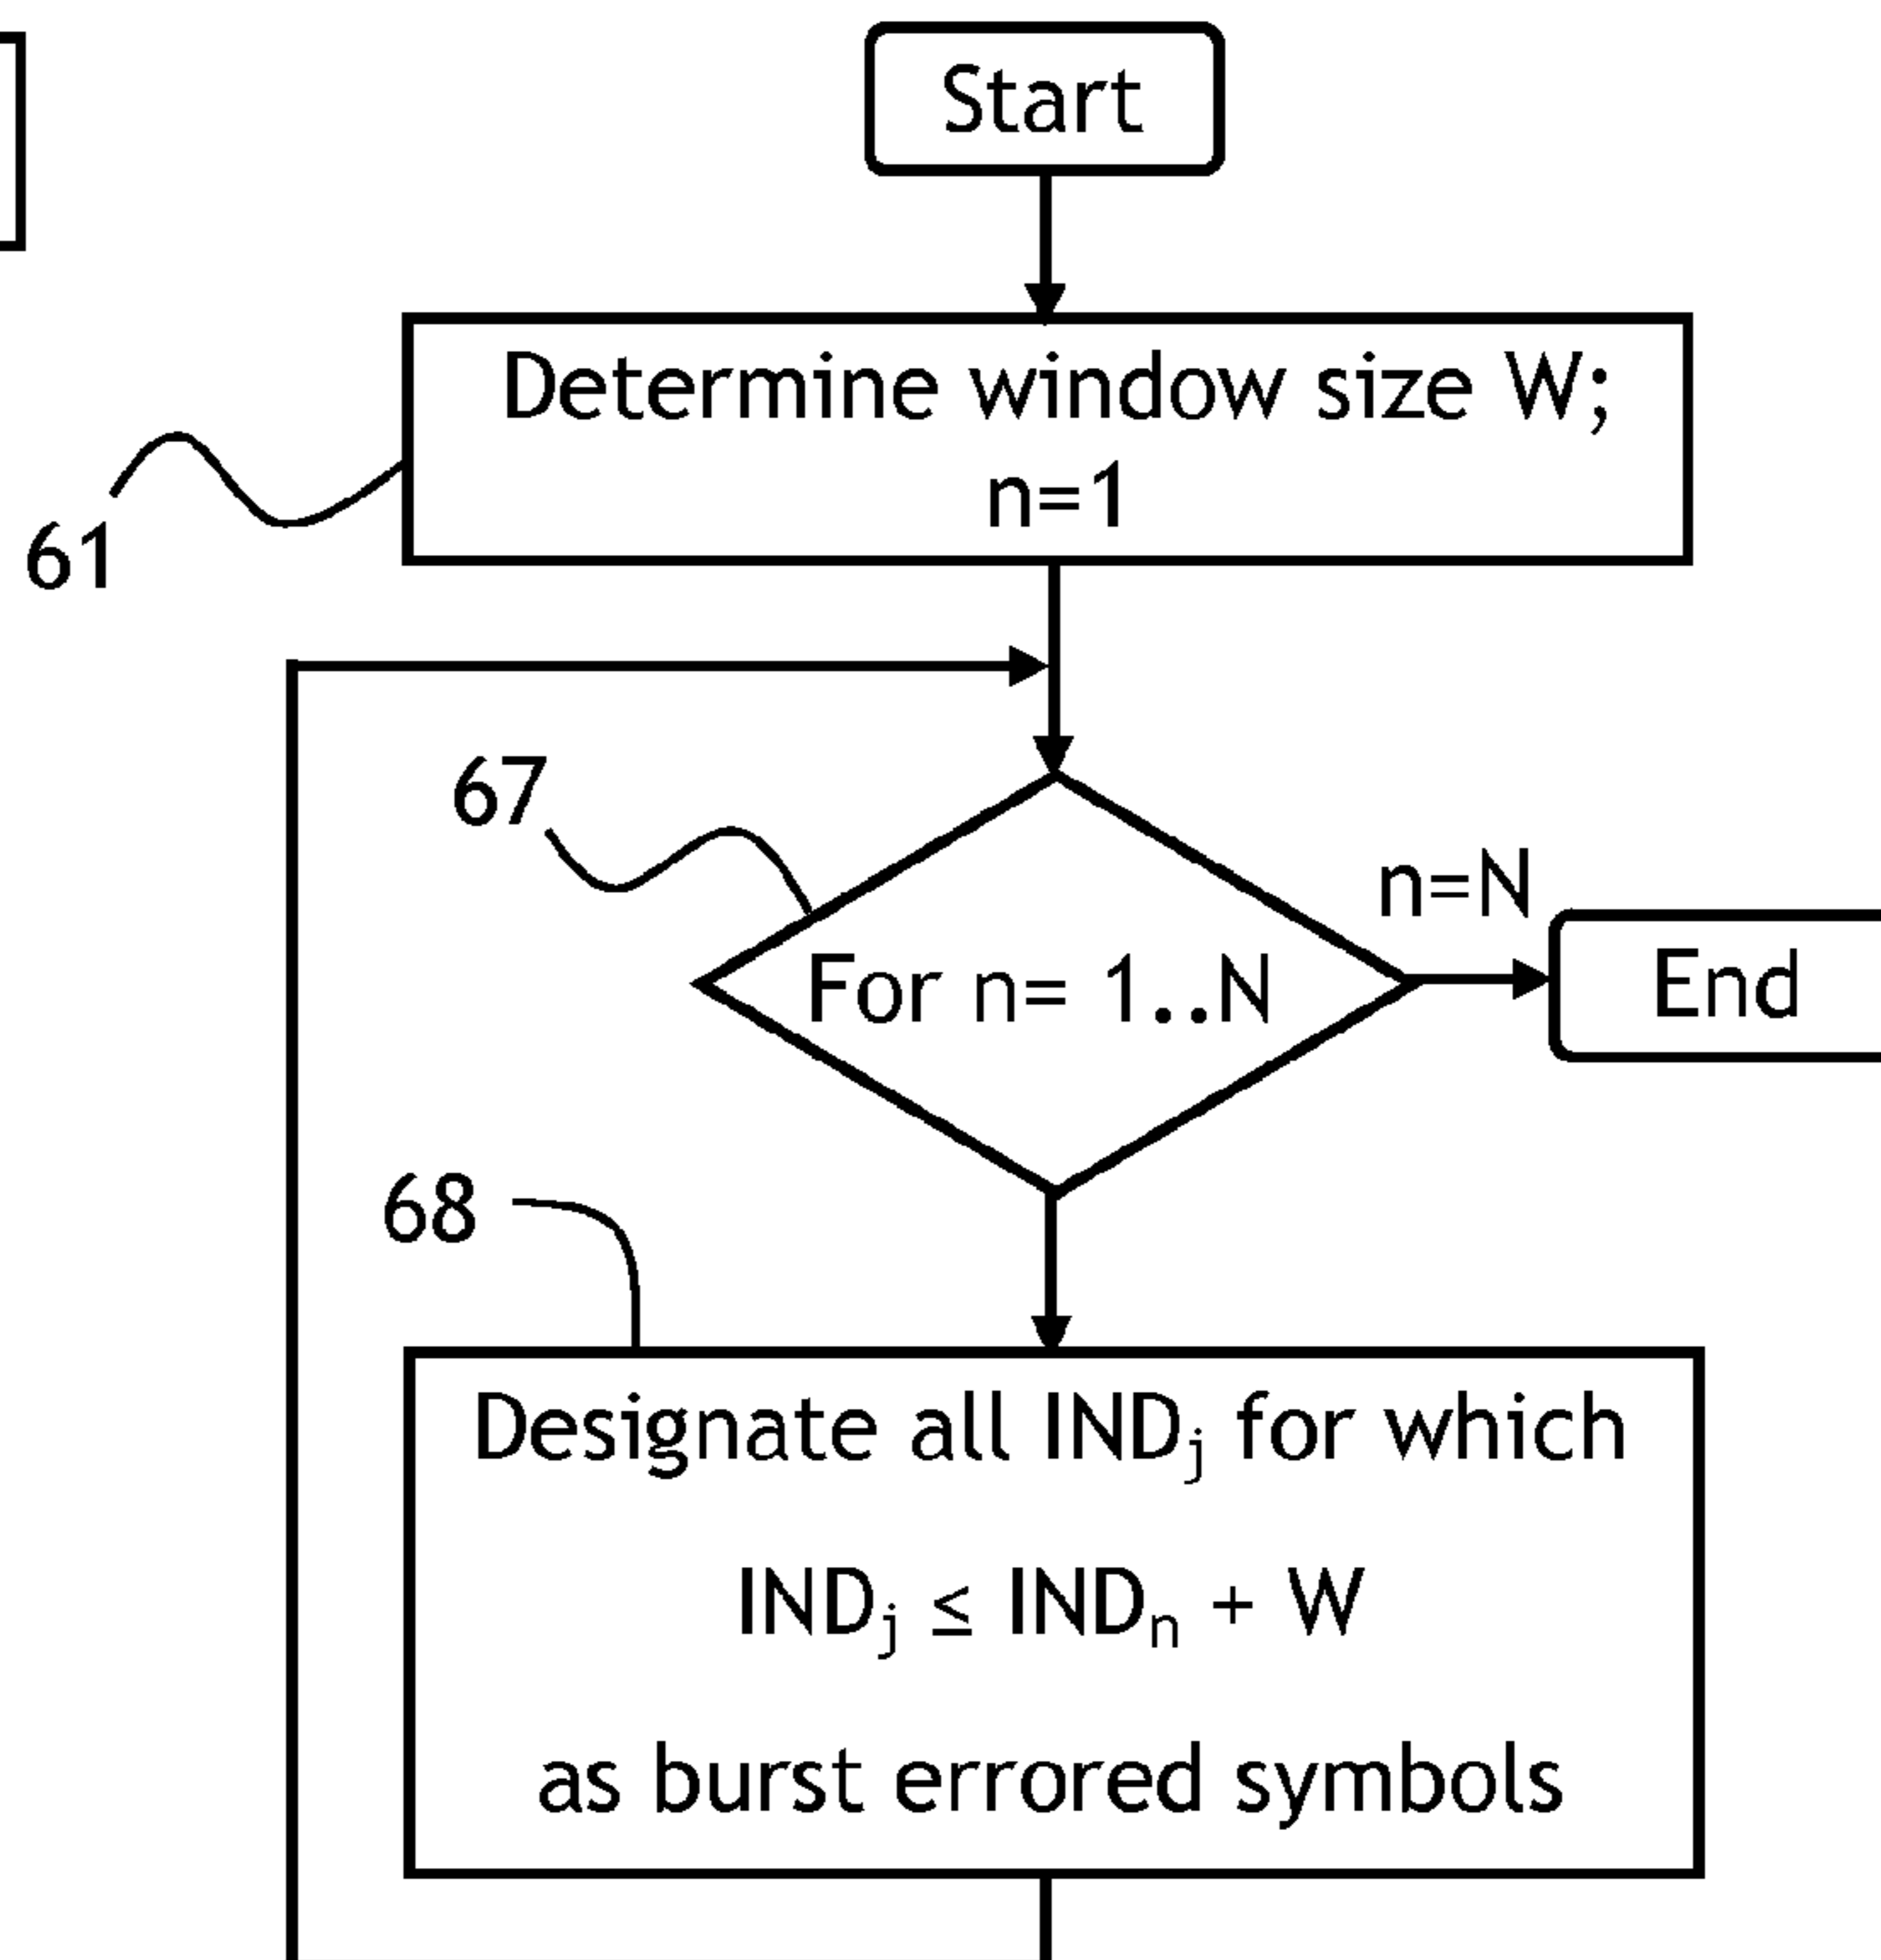 Start
Determine window size W;
n=1
61
67
n=N
For n= 1..N
End
68
Designate all INDj for which
INDj ≤ INDn + W
as burst errored symbols